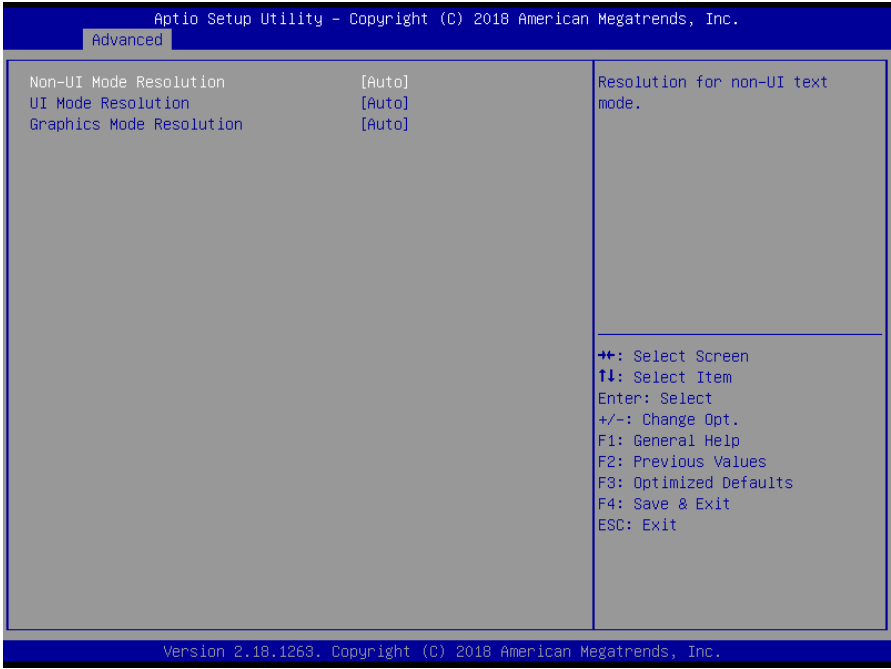 Aptio Setup Utility – Copyright (C) 2018 American Megatrends, Inc.
Advanced
Non-UI Mode Resolution [Auto]
UI Mode Resolution [Auto]
Graphics Mode Resolution [Auto]
Resolution for non-UI text
mode.
→←: Select Screen
↑↓: Select Item
Enter: Select
+/-: Change Opt.
F1: General Help
F2: Previous Values
F3: Optimized Defaults
F4: Save & Exit
ESC: Exit
Version 2.18.1263. Copyright (C) 2018 American Megatrends, Inc.